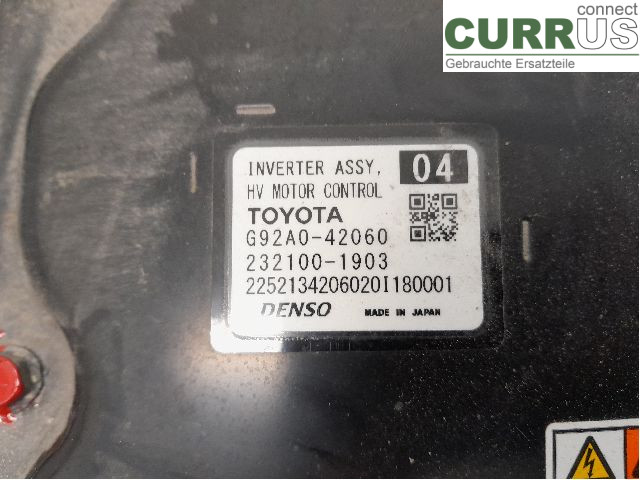 connect
CURRUS
Gebrauchte Ersatzteile
INVERTER ASSY, 04
HV MOTOR CONTROL
TOYOTA
G92A0-42060
232100-1903
225213420602OI180001
DENSO MADE IN JAPAN